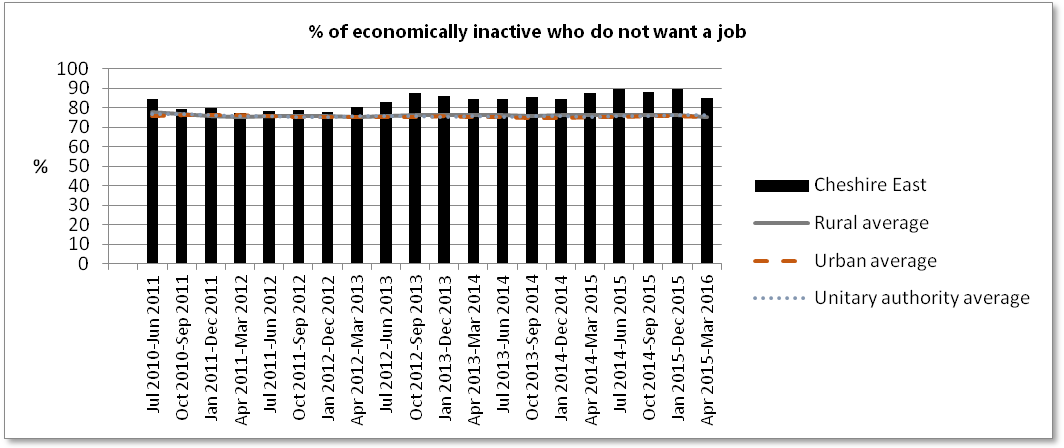 % of economically inactive who do not want a job
100
90
80
70
60
50
40
30
20
10
0
%
Jul 2010-Jun 2011
Oct 2010-Sep 2011
Jan 2011-Dec 2011
Apr 2011-Mar 2012
Jul 2011-Jun 2012
Oct 2011-Sep 2012
Jan 2012-Dec 2012
Apr 2012-Mar 2013
Jul 2012-Jun 2013
Oct 2012-Sep 2013
Jan 2013-Dec 2013
Apr 2013-Mar 2014
Jul 2013-Jun 2014
Oct 2013-Sep 2014
Jan 2014-Dec 2014
Apr 2014-Mar 2015
Jul 2014-Jun 2015
Oct 2014-Sep 2015
Jan 2015-Dec 2015
Apr 2015-Mar 2016
Cheshire East
Rural average
Urban average
Unitary authority average